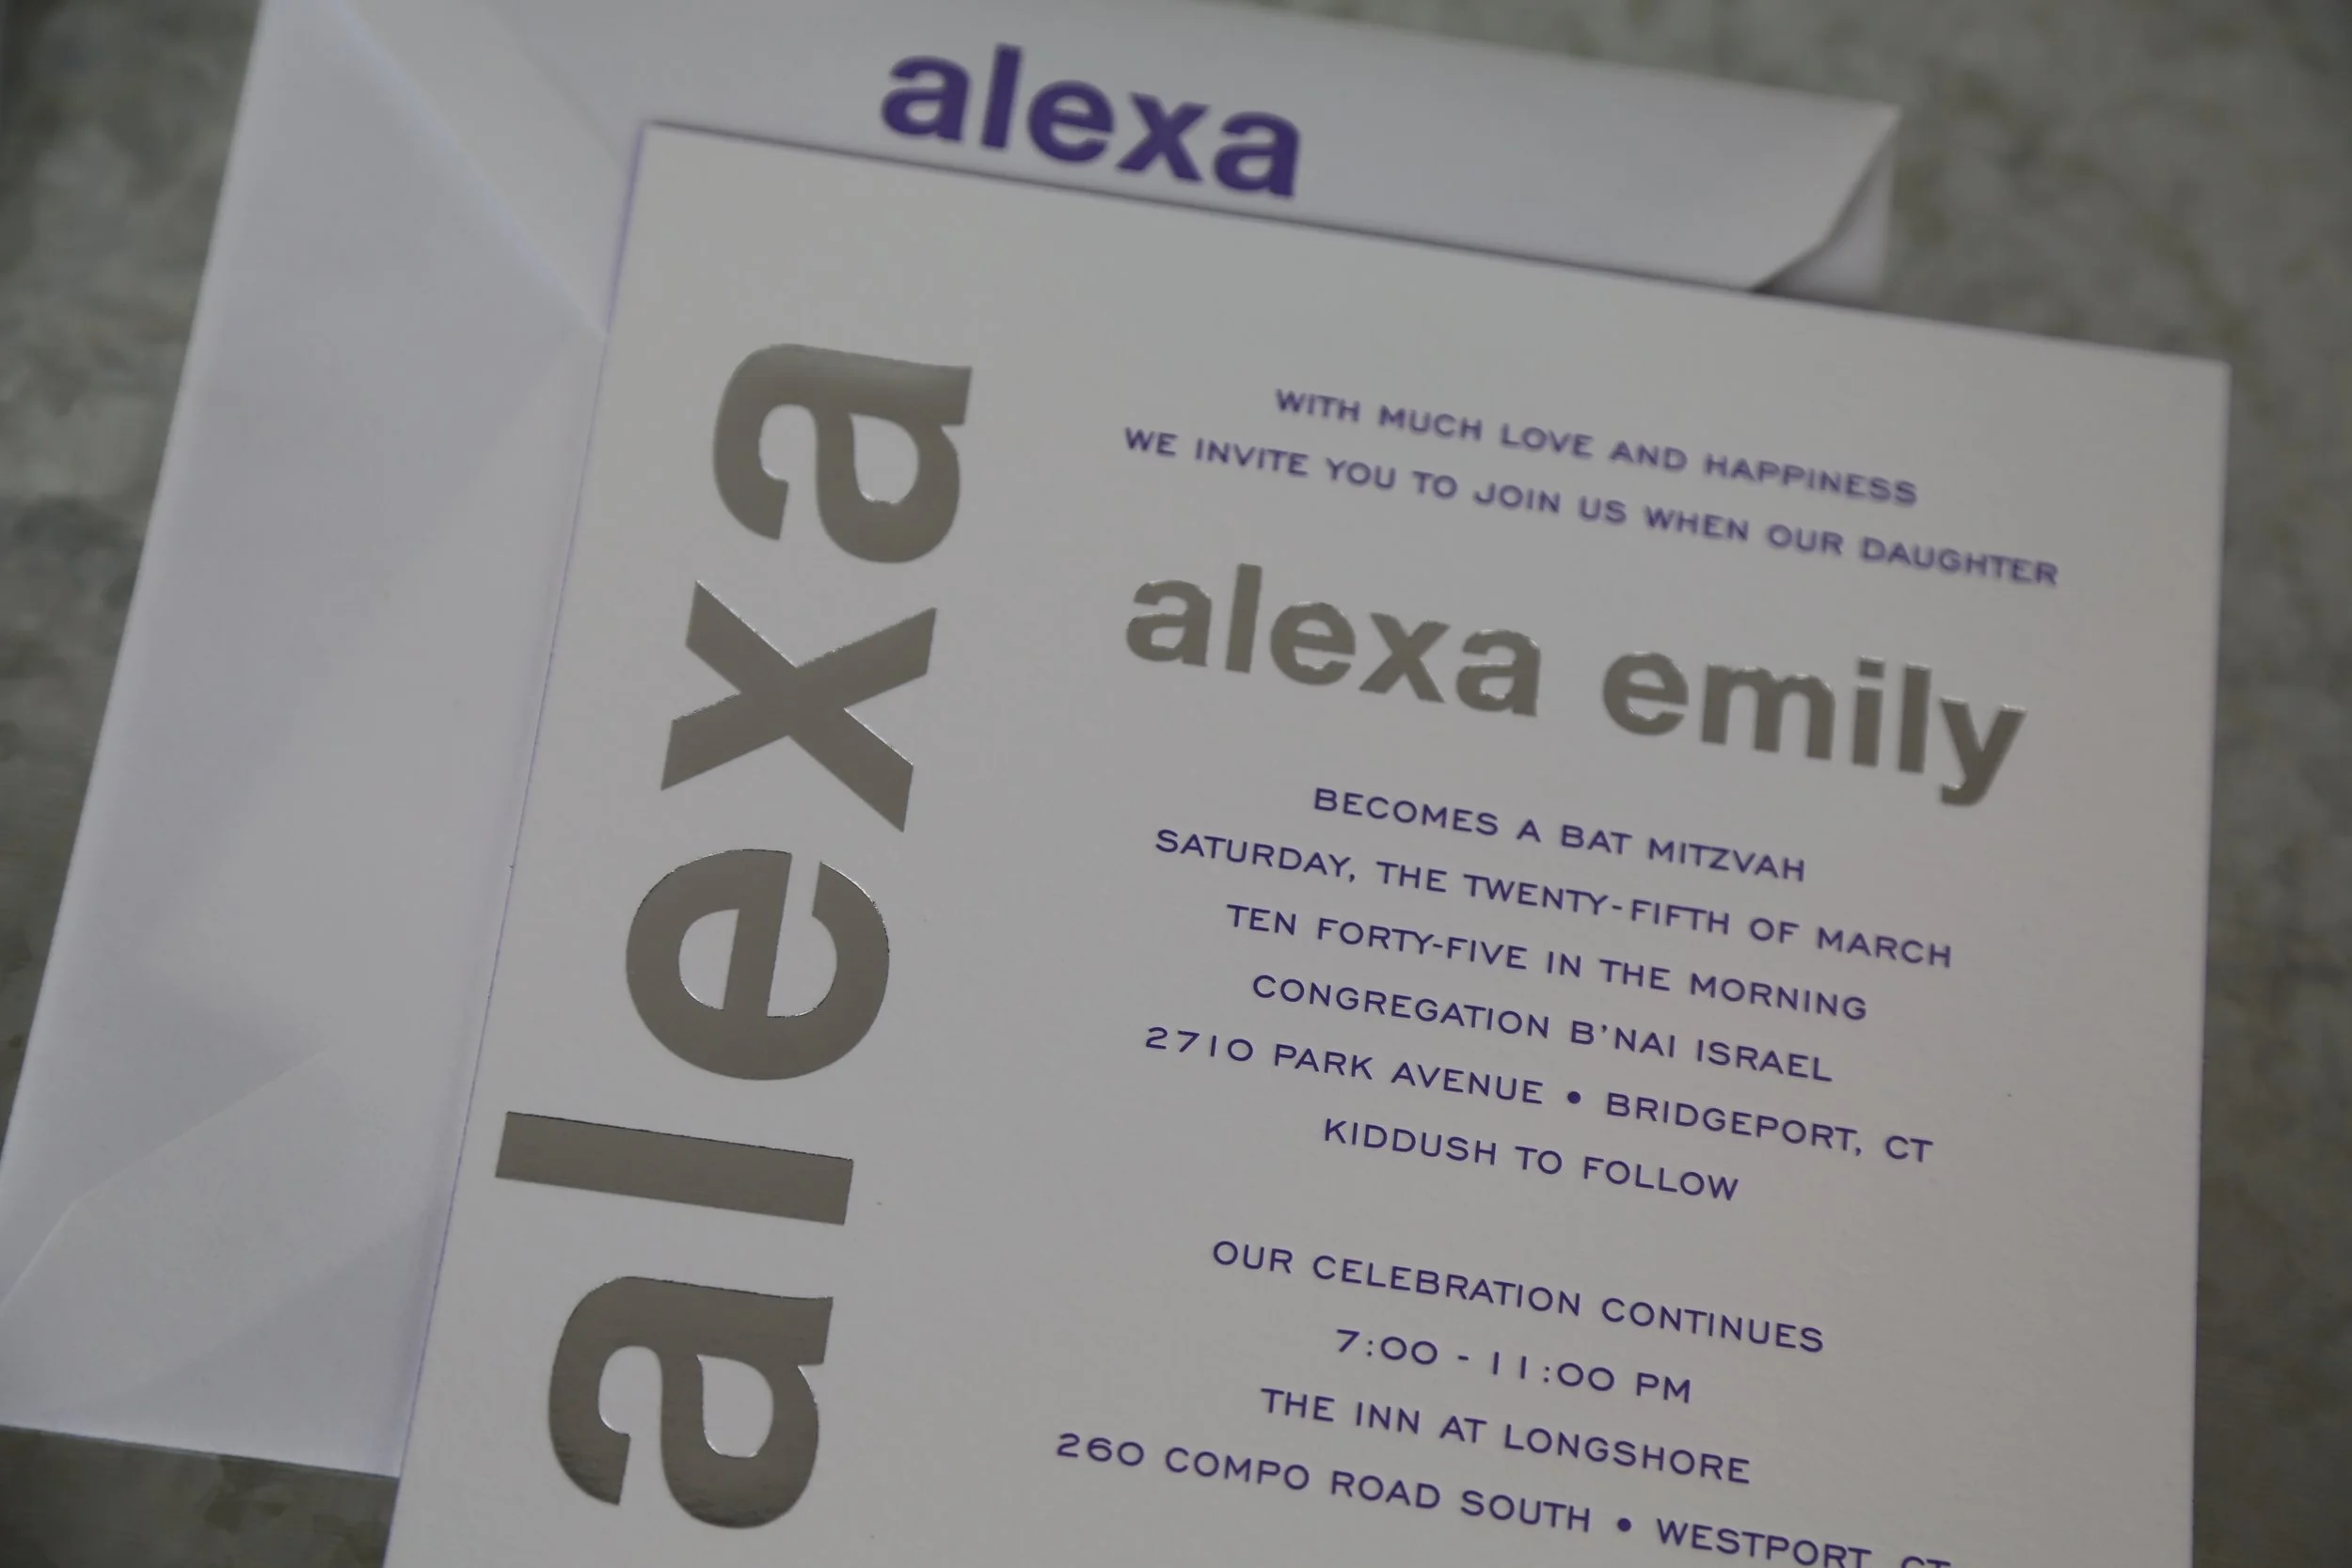 alexa
alexa
WITH MUCH LOVE AND HAPPINESS
WE INVITE YOU TO JOIN US WHEN OUR DAUGHTER
alexa emily
BECOMES A BAT MITZVAH
SATURDAY, THE TWENTY-FIFTH OF MARCH
TEN FORTY-FIVE IN THE MORNING
CONGREGATION B'NAI ISRAEL
2710 PARK AVENUE • BRIDGEPORT, CT
KIDDUSH TO FOLLOW
OUR CELEBRATION CONTINUES
7:00 - 11:00 PM
THE INN AT LONGSHORE
260 COMPO ROAD SOUTH • WESTPORT, CT